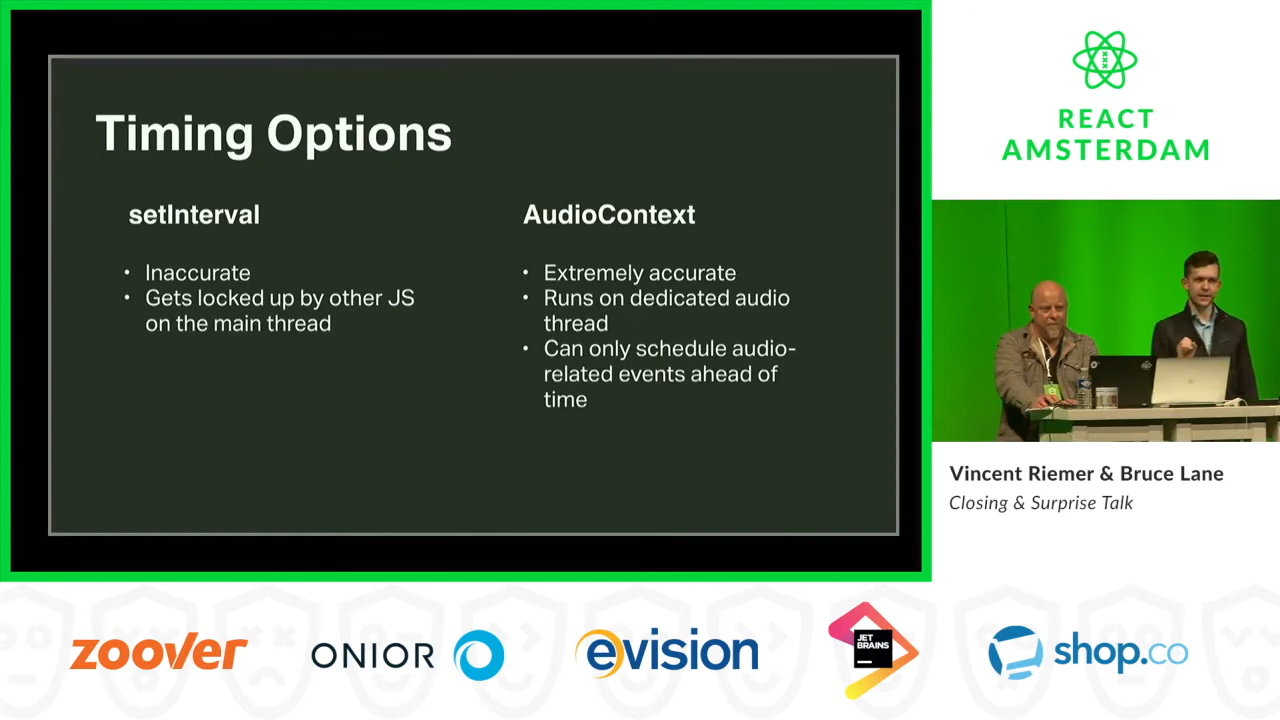 Timing Options
setInterval
• Inaccurate
• Gets locked up by other JS
on the main thread
AudioContext
• Extremely accurate
• Runs on dedicated audio
thread
• Can only schedule audio-
related events ahead of
time
REACT
AMSTERDAM
Vincent Riemer & Bruce Lane
Closing & Surprise Talk
zoover
ONIOR
evision
JET
BRAINS
shop.co